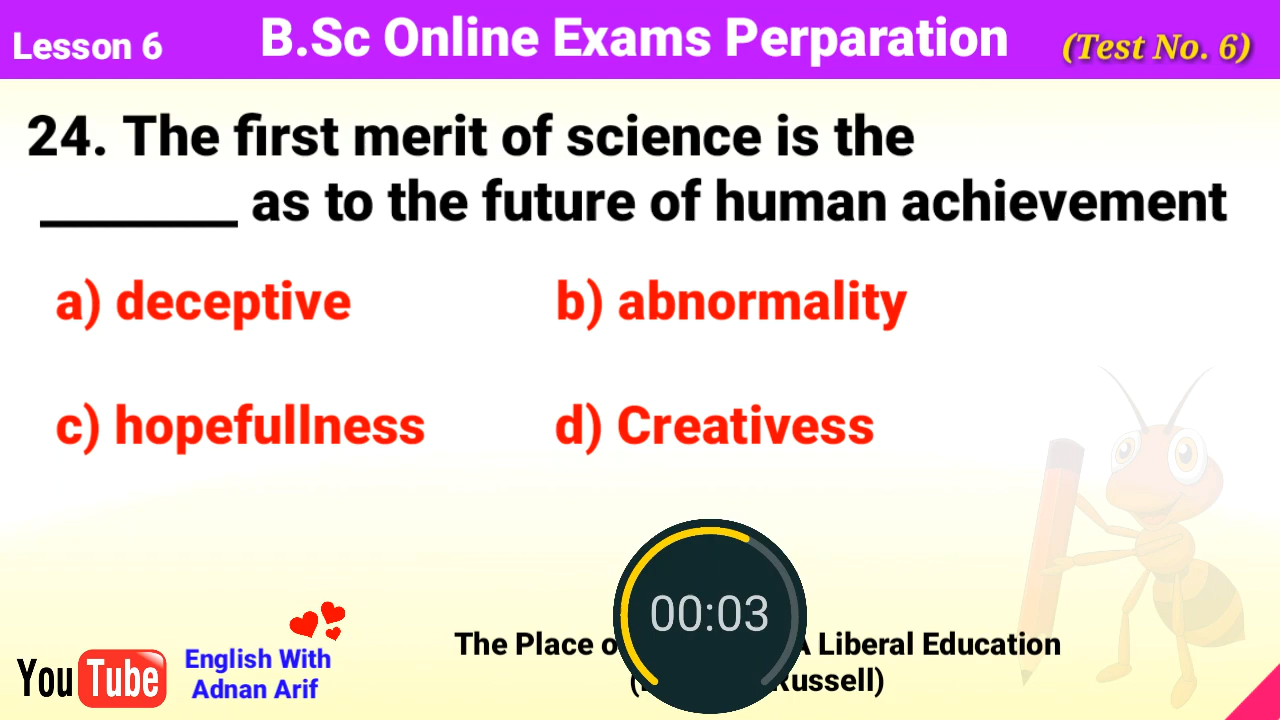 Lesson 6
B.Sc Online Exams Perparation
(Test No. 6)
24. The first merit of science is the
_______ as to the future of human achievement
a) deceptive
b) abnormality
c) hopefullness
d) Creativess
00:03
The Place A Liberal Education
Russell)
You Tube
English With
Adnan Arif